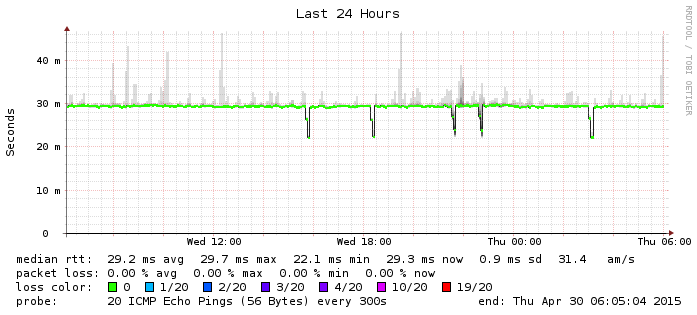 Last 24 Hours
RRDTOOL / TOBI OETIKER
Seconds
40 m
30 m
20 m
10 m
0
Wed 12:00 Wed 18:00 Thu 00:00 Thu 06:00
median rtt: 29.2 ms avg 29.7 ms max 22.1 ms min 29.3 ms now 0.9 ms sd 31.4 am/s
packet loss: 0.00 % avg 0.00 % max 0.00 % min 0.00 % now
loss color: 0 1/20 2/20 3/20 4/20 10/20 19/20
probe: 20 ICMP Echo Pings (56 Bytes) every 300s end: Thu Apr 30 06:05:04 2015